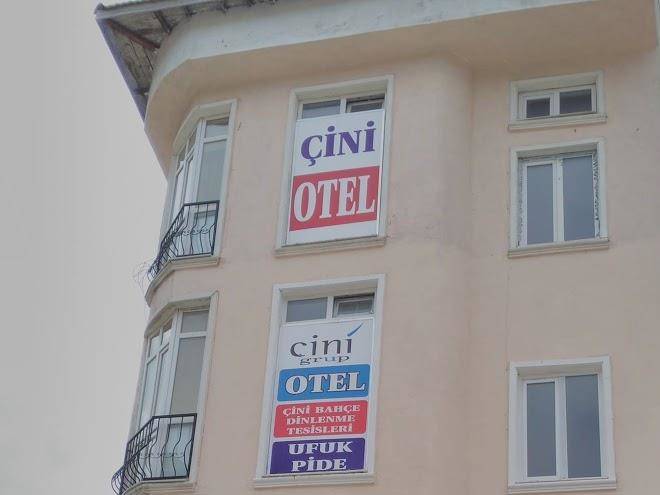 ÇİNİ
OTEL
çini
grup
OTEL
ÇİNİ BAHÇE
DİNLENME
TESİSLERİ
UFUK
PİDE